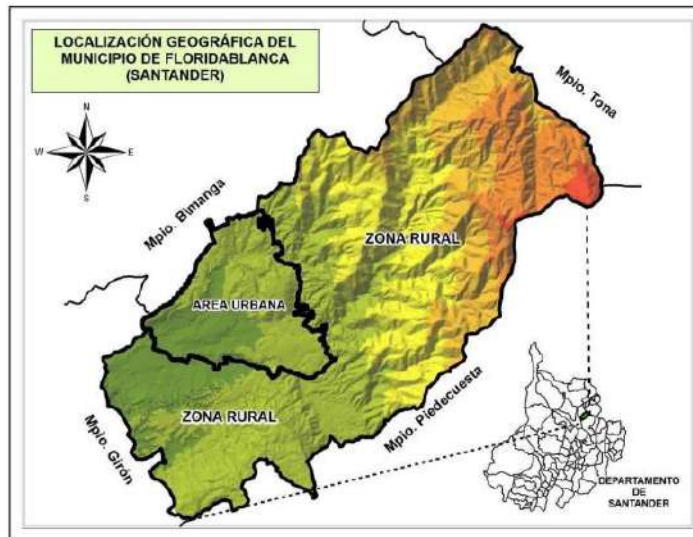 LOCALIZACIÓN GEOGRÁFICA DEL
MUNICIPIO DE FLORIDABLANCA
(SANTANDER)
N
W
E
S
Mpio. Tona
Mpio. Bimanga
ZONA RURAL
AREA URBANA
ZONA RURAL
Mpio. Piedecuesta
Mpio. Girón
DEPARTAMENTO
DE
SANTANDER